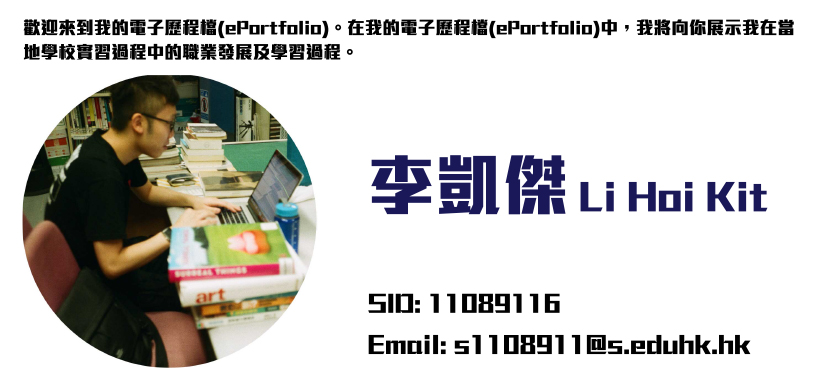 歡迎來到我的電子歷程檔(ePortfolio)。在我的電子歷程檔(ePortfolio)中，我將向你展示我在當
地學校實習過程中的職業發展及學習過程。
李凱傑 Li Hoi Kit
SID: 11089116
Email: s1108911@s.eduhk.hk
SURREAL THINGS
art